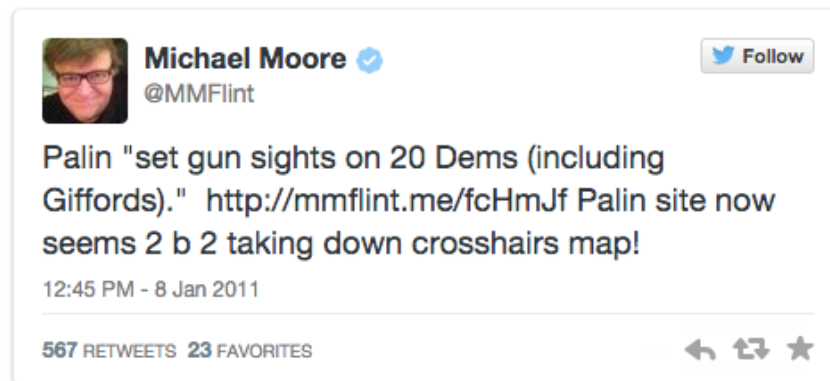 Michael Moore
Follow
@MMFlint
Palin "set gun sights on 20 Dems (including
Giffords)."  http://mmflint.me/fcHmJf Palin site now
seems 2 b 2 taking down crosshairs map!
12:45 PM - 8 Jan 2011
567 RETWEETS 23 FAVORITES